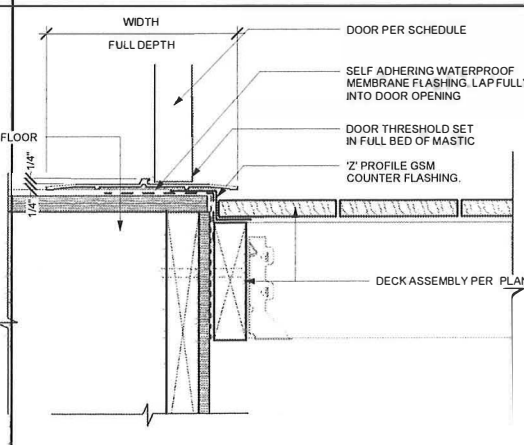 WIDTH
FULL DEPTH
DOOR PER SCHEDULE
SELF ADHERING WATERPROOF
MEMBRANE FLASHING. LAP FULLY
INTO DOOR OPENING
FLOOR
DOOR THRESHOLD SET
IN FULL BED OF MASTIC
1/4"
'Z' PROFILE GSM
COUNTER FLASHING.
1/4"
DECK ASSEMBLY PER PLAN